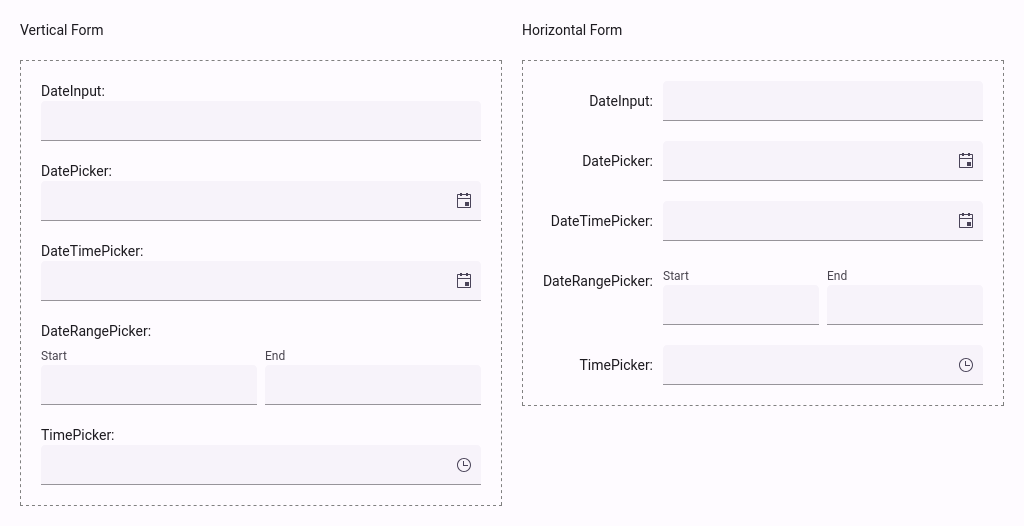 Vertical Form
DateInput:
DatePicker:
DateTimePicker:
DateRangePicker:
Start End
TimePicker:
Horizontal Form
DateInput:
DatePicker:
DateTimePicker:
DateRangePicker: Start End
TimePicker: